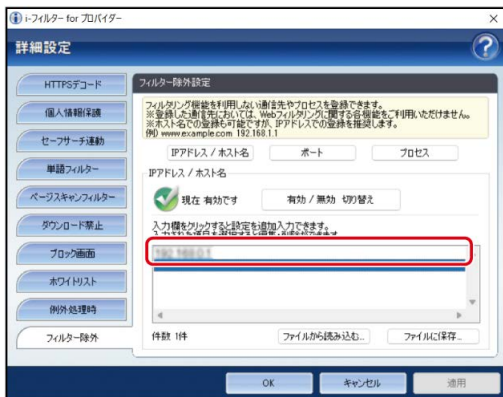 i-フィルター for プロバイダー
詳細設定
HTTPSデコード
個人情報保護
セーフサーチ連動
単語フィルター
ページスキャンフィルター
ダウンロード禁止
ブロック画面
ホワイトリスト
例外処理時
フィルター除外
フィルター除外設定
フィルタリング機能を利用しない通信先やプロセスを登録できます。
※登録した通信先においては、Webフィルタリングに関する各機能をご利用いただけません。
※ホスト名での登録も可能ですが、IPアドレスでの登録を推奨します。
例) www.example.com 192.168.1.1
IPアドレス / ホスト名
ポート
プロセス
IPアドレス / ホスト名
現在 有効です
有効 / 無効 切り替え
入力欄をクリックすると設定を追加入力できます。
件数 1件
ファイルから読み込む...
ファイルに保存...
OK
キャンセル
適用